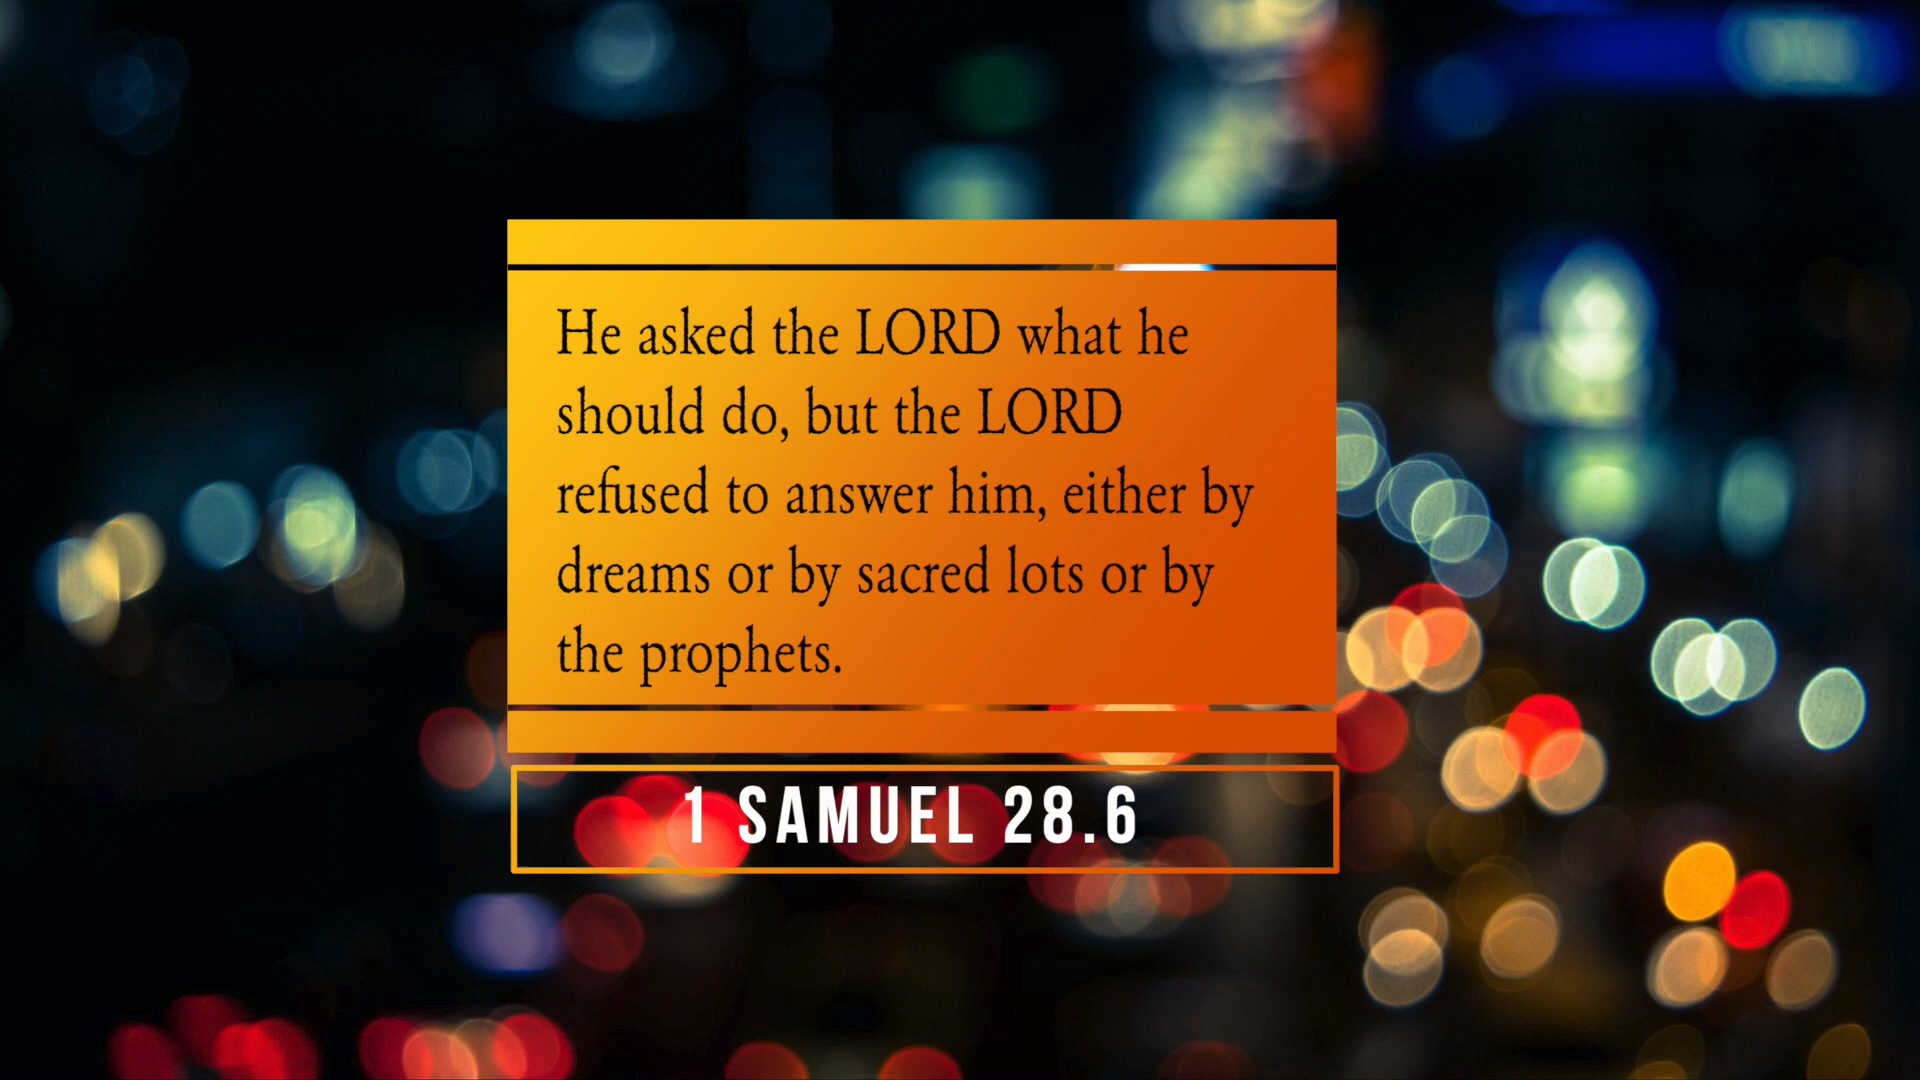 He asked the LORD what he
should do, but the LORD
refused to answer him, either by
dreams or by sacred lots or by
the prophets.
1 SAMUEL 28.6